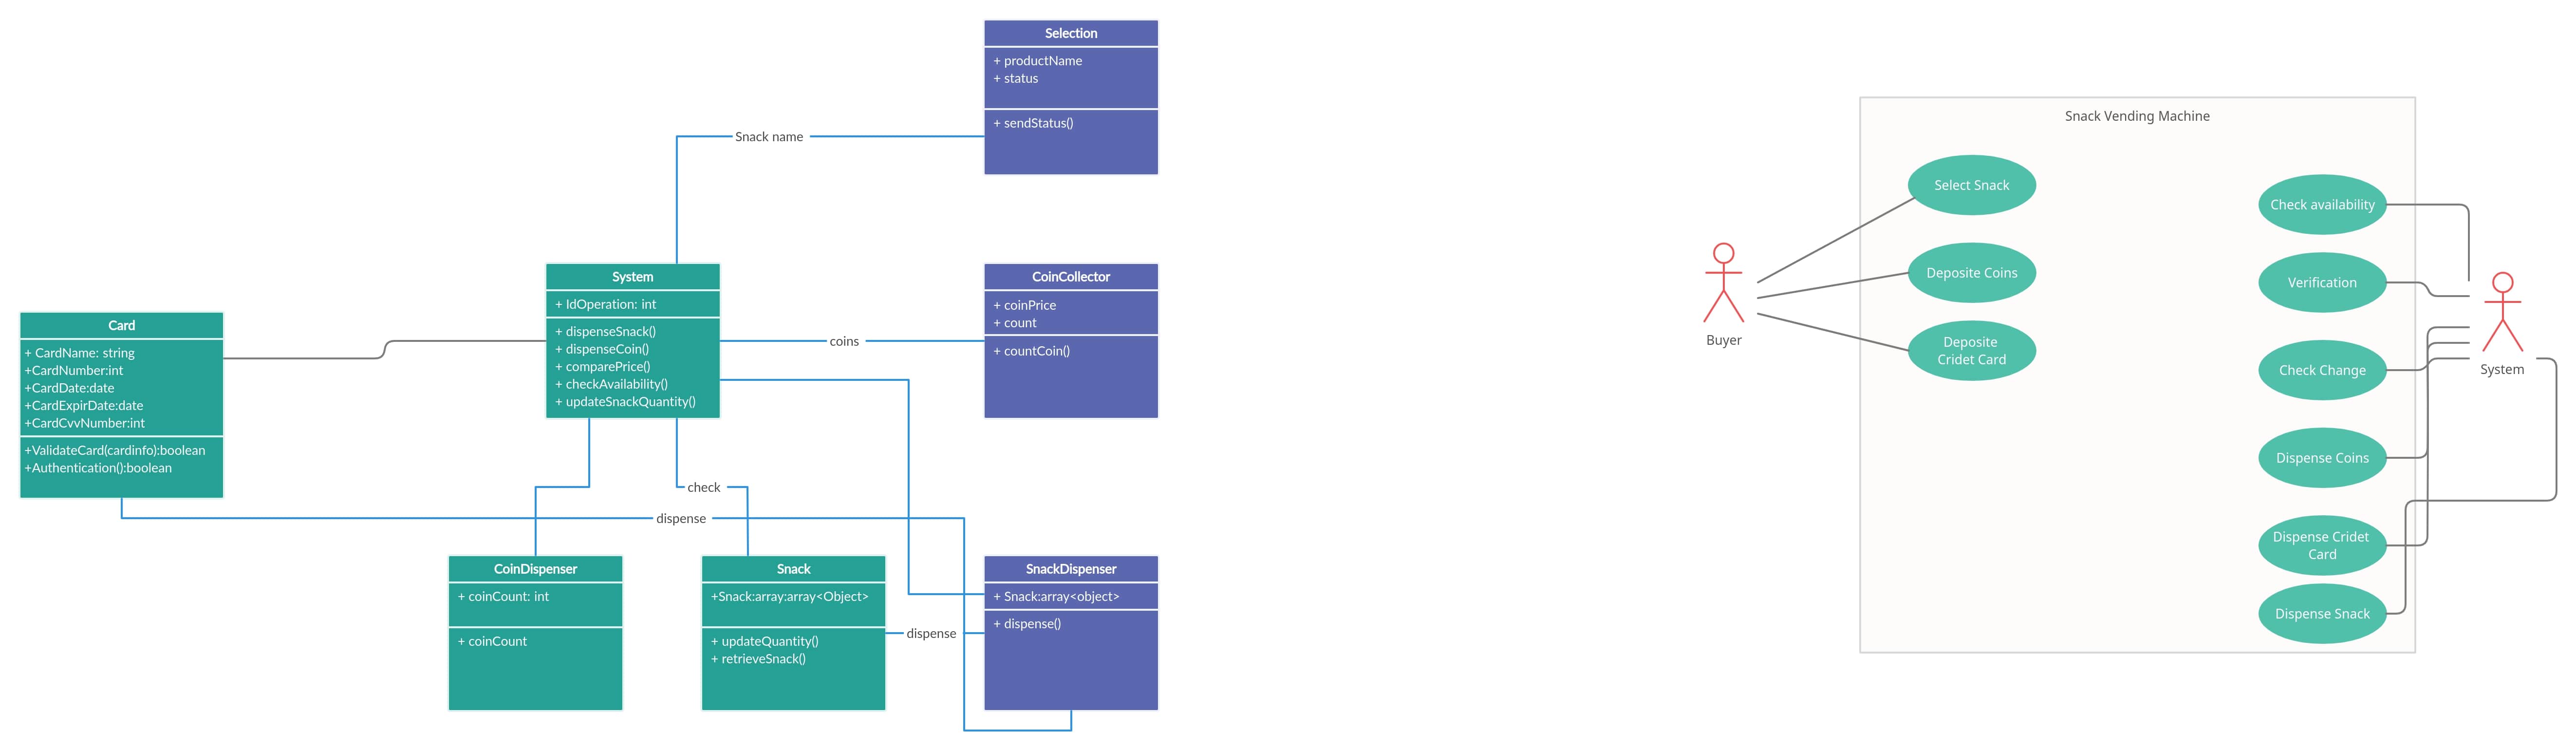 Selection
+ productName
+ status
+ sendStatus()
Snack name
System
+ IdOperation: int
+ dispenseSnack()
+ dispenseCoin()
+ comparePrice()
+ checkAvailability()
+ updateSnackQuantity()
coins
CoinCollector
+ coinPrice
+ count
+ countCoin()
Card
+ CardName: string
+CardNumber:int
+CardDate:date
+CardExpirDate:date
+CardCvvNumber:int
+ValidateCard(cardinfo):boolean
+Authentication():boolean
check
dispense
CoinDispenser
+ coinCount: int
+ coinCount
Snack
+Snack:array:array<Object>
+ updateQuantity()
+ retrieveSnack()
dispense
SnackDispenser
+ Snack:array<object>
+ dispense()
Snack Vending Machine
Select Snack
Deposite Coins
Deposite
Cridet Card
Buyer
Check availability
Verification
Check Change
Dispense Coins
Dispense Cridet
Card
Dispense Snack
System